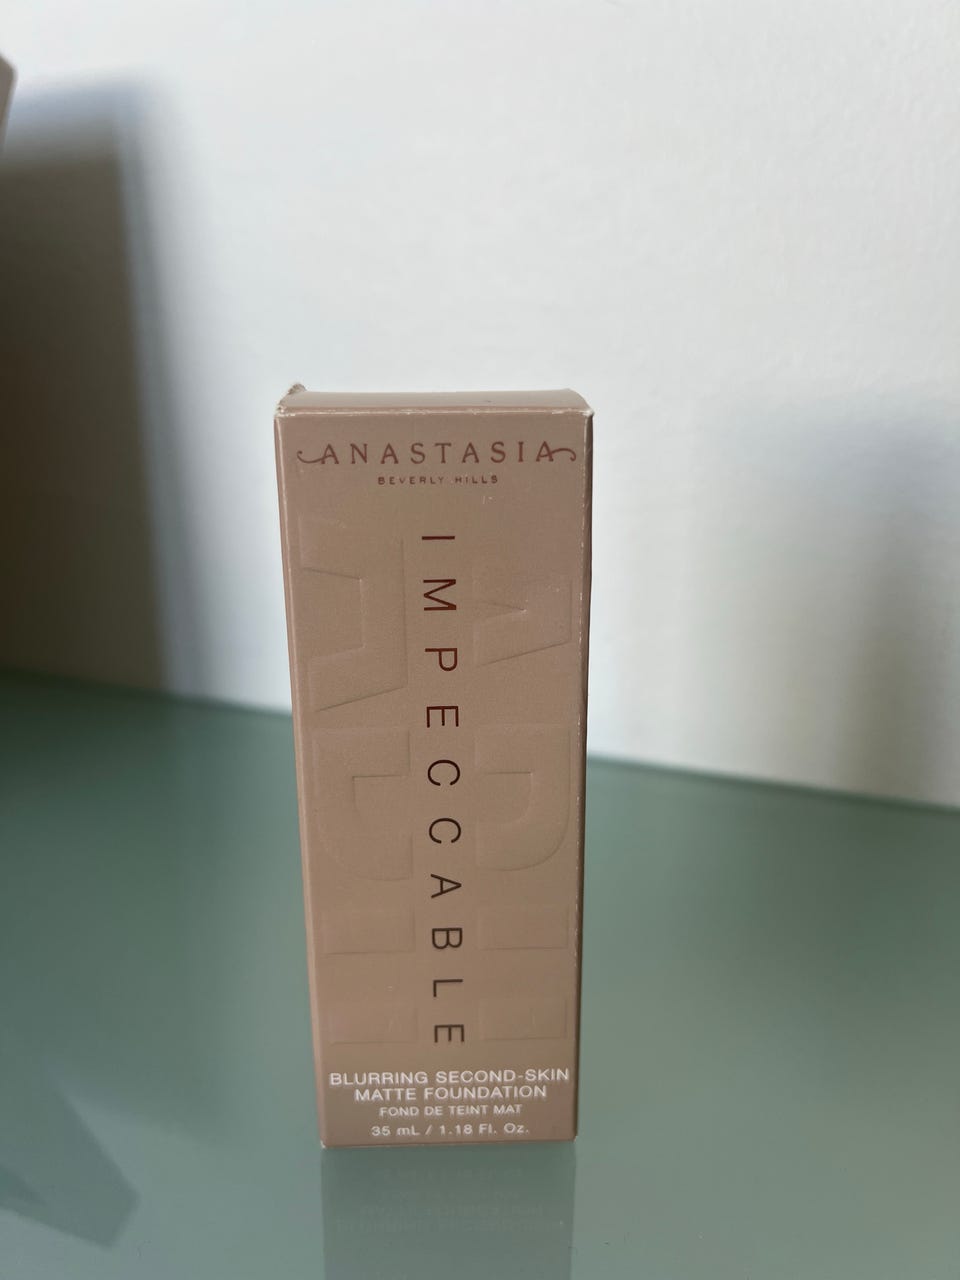 ANASTASIA
BEVERLY HILLS
IMPECCABLE
BLURRING SECOND-SKIN
MATTE FOUNDATION
FOND DE TEINT MAT
35 mL / 1.18 Fl. Oz.